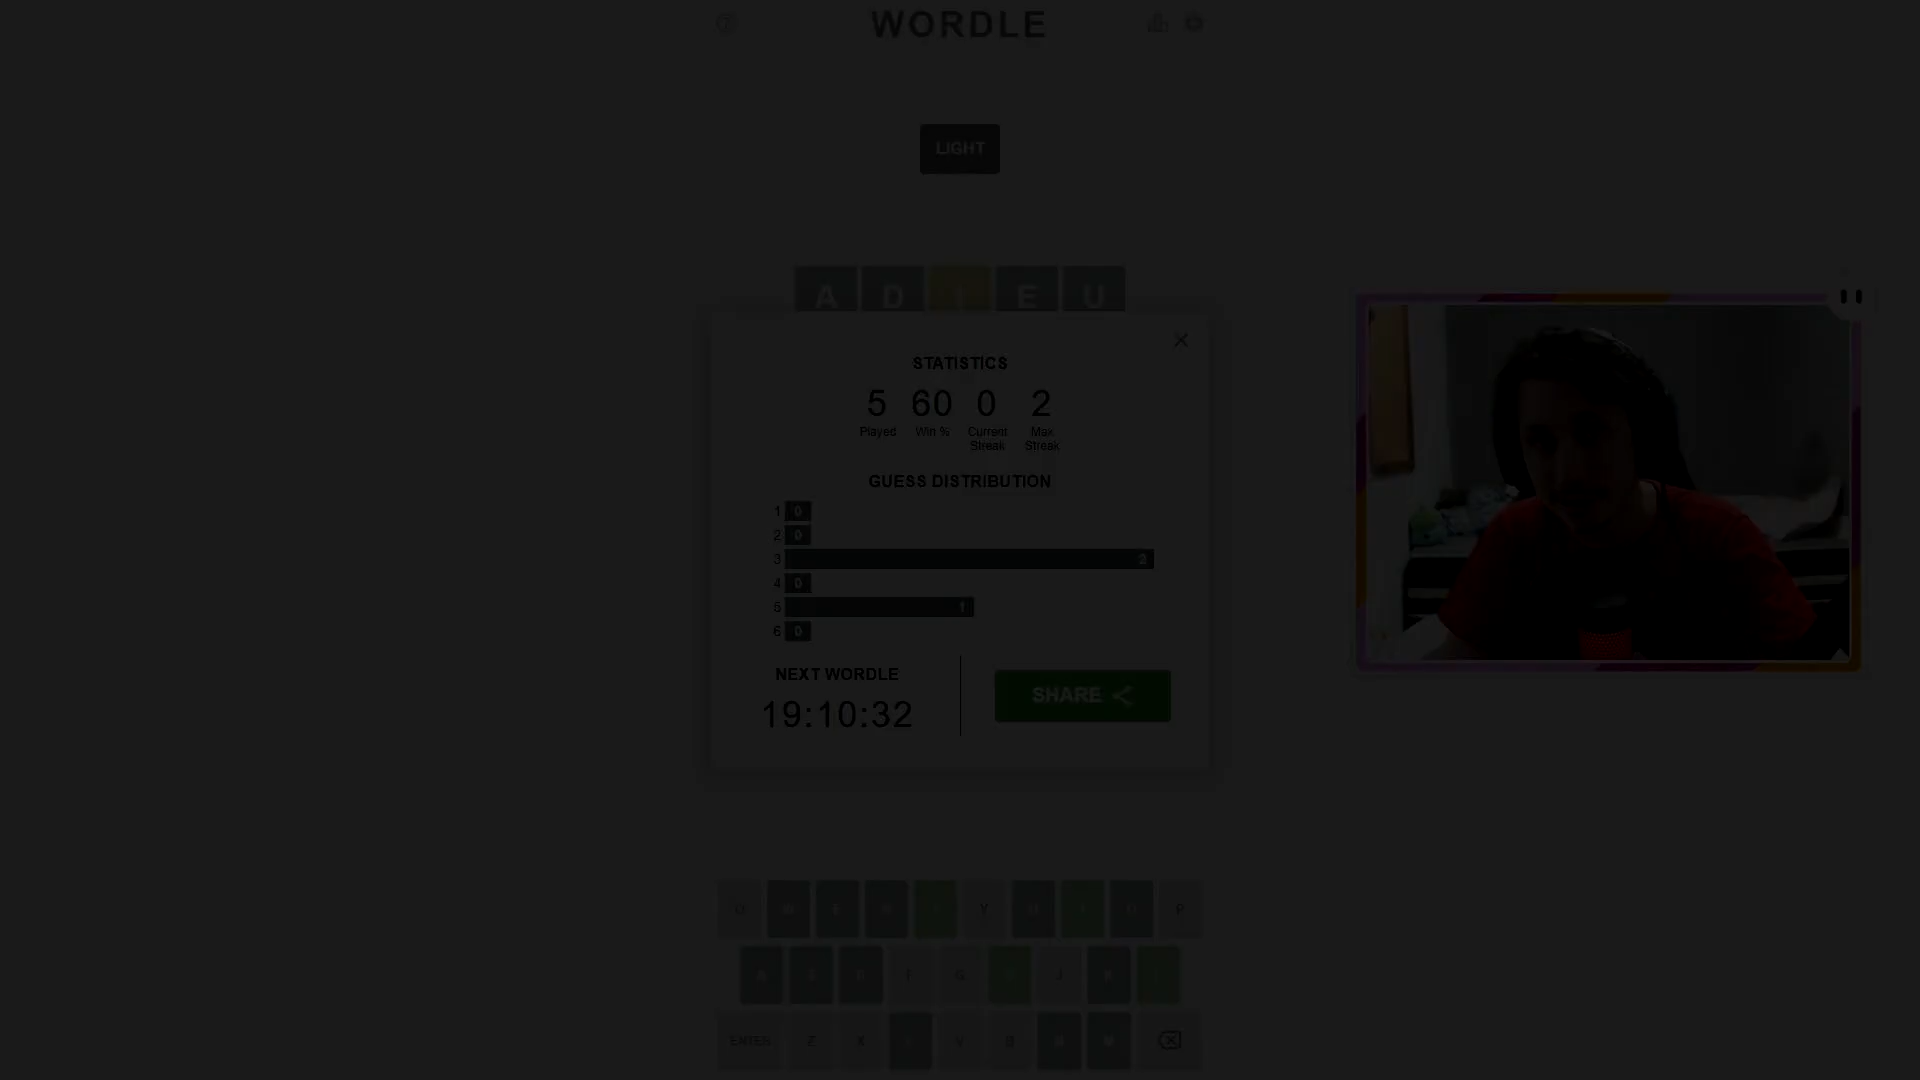 WORDLE
LIGHT
A D I E U
STATISTICS
5 60 0 2
Played Win % Current Streak Max Streak
GUESS DISTRIBUTION
1 0
2 0
3 2
4 0
5 1
6 0
NEXT WORDLE
19:10:32
SHARE
Y P
F G J K
ENTER Z X V B N M